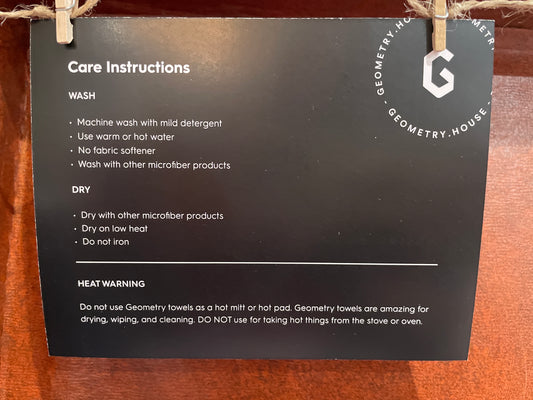 Care Instructions
WASH
• Machine wash with mild detergent
• Use warm or hot water
• No fabric softener
• Wash with other microfiber products
DRY
• Dry with other microfiber products
• Dry on low heat
• Do not iron
HEAT WARNING
Do not use Geometry towels as a hot mitt or hot pad. Geometry towels are amazing for
drying, wiping, and cleaning. DO NOT use for taking hot things from the stove or oven.
GEOMETRY.HOUSE
G
GEOMETRY.HOUSE -
GEOMETRY